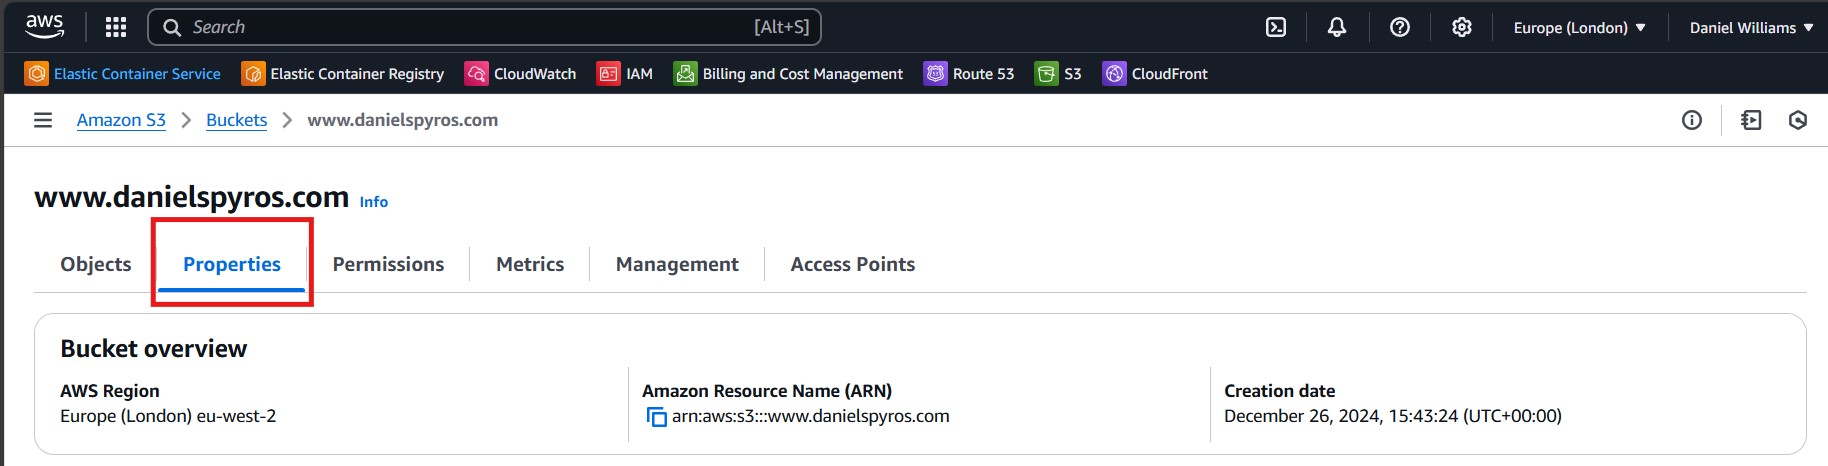 aws Search [Alt+S] Europe (London) Daniel Williams
Elastic Container Service Elastic Container Registry CloudWatch IAM Billing and Cost Management Route 53 S3 CloudFront
Amazon S3 Buckets www.danielspyros.com
www.danielspyros.com Info
Objects Properties Permissions Metrics Management Access Points
Bucket overview
AWS Region
Europe (London) eu-west-2
Amazon Resource Name (ARN)
arn:aws:s3:::www.danielspyros.com
Creation date
December 26, 2024, 15:43:24 (UTC+00:00)